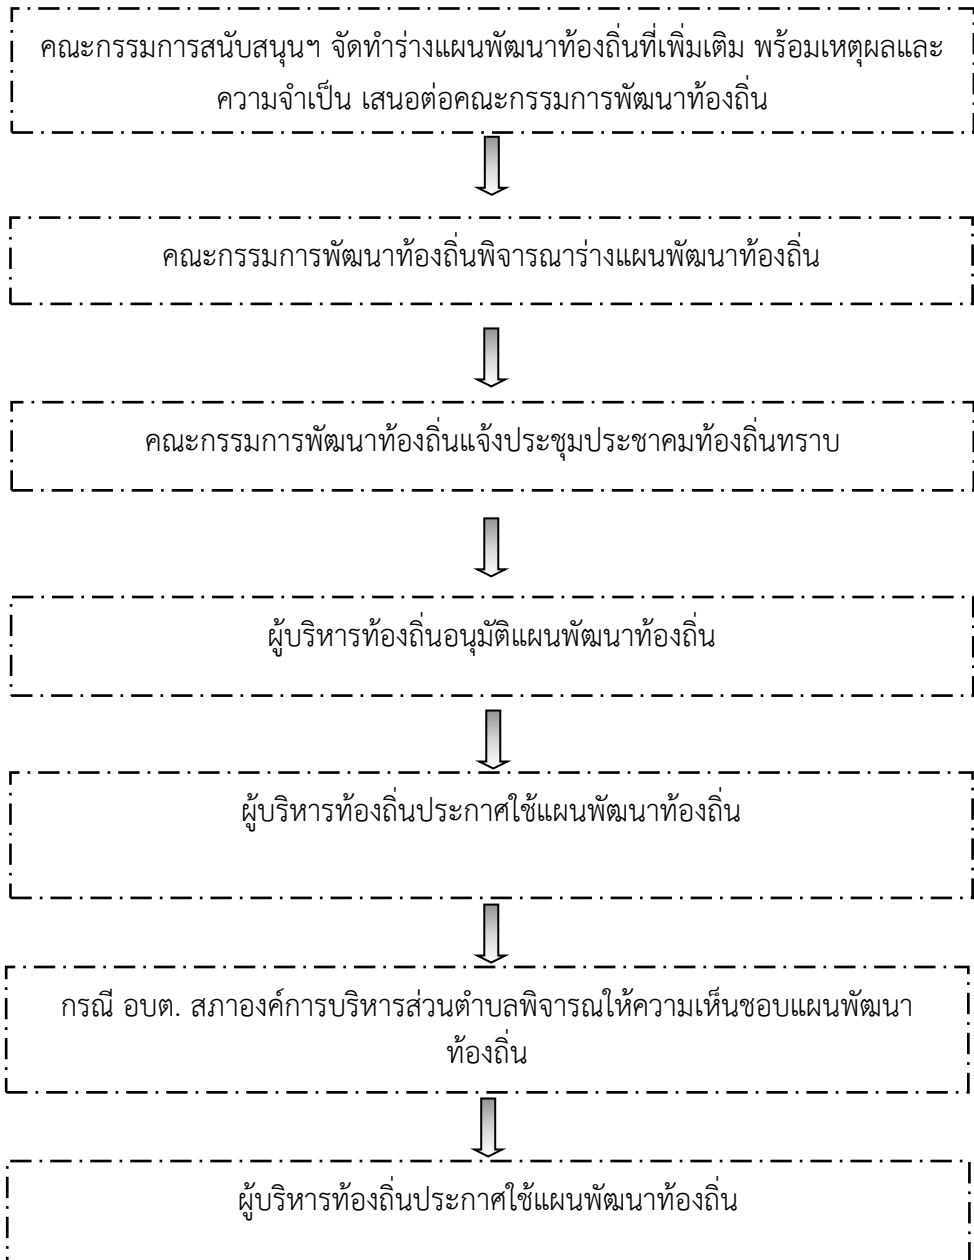 คณะกรรมการสนับสนุนฯ จัดทำร่างแผนพัฒนาท้องถิ่นที่เพิ่มเติม พร้อมเหตุผลและ
ความจำเป็น เสนอต่อคณะกรรมการพัฒนาท้องถิ่น
คณะกรรมการพัฒนาท้องถิ่นพิจารณาร่างแผนพัฒนาท้องถิ่น
คณะกรรมการพัฒนาท้องถิ่นแจ้งประชุมประชาคมท้องถิ่นทราบ
ผู้บริหารท้องถิ่นอนุมัติแผนพัฒนาท้องถิ่น
ผู้บริหารท้องถิ่นประกาศใช้แผนพัฒนาท้องถิ่น
กรณี อบต. สภาองค์การบริหารส่วนตำบลพิจารณให้ความเห็นชอบแผนพัฒนา
ท้องถิ่น
ผู้บริหารท้องถิ่นประกาศใช้แผนพัฒนาท้องถิ่น